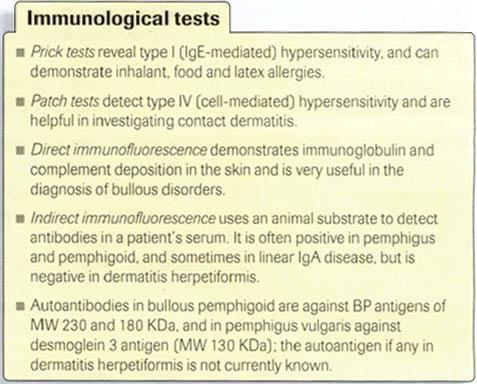 Immunological tests
■ Prick tests reveal type I (IgE-mediated) hypersensitivity, and can
demonstrate inhalant, food and latex allergies.
■ Patch tests detect type IV (cell-mediated) hypersensitivity and are
helpful in investigating contact dermatitis.
■ Direct immunofluorescence demonstrates immunoglobulin and
complement deposition in the skin and is very useful in the
diagnosis of bullous disorders.
■ Indirect immunofluorescence uses an animal substrate to detect
antibodies in a patient's serum. It is often positive in pemphigus
and pemphigoid, and sometimes in linear IgA disease, but is
negative in dermatitis herpetiformis.
■ Autoantibodies in bullous pemphigoid are against BP antigens of
MW 230 and 180 KDa, and in pemphigus vulgaris against
desmoglein 3 antigen (MW 130 KDa); the autoantigen if any in
dermatitis herpetiformis is not currently known.